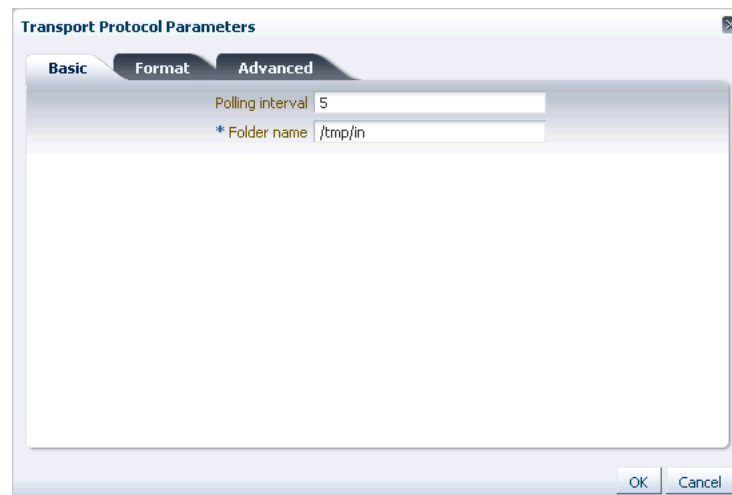 Transport Protocol Parameters
Basic Format Advanced
Polling interval 5
* Folder name /tmp/in
OK Cancel